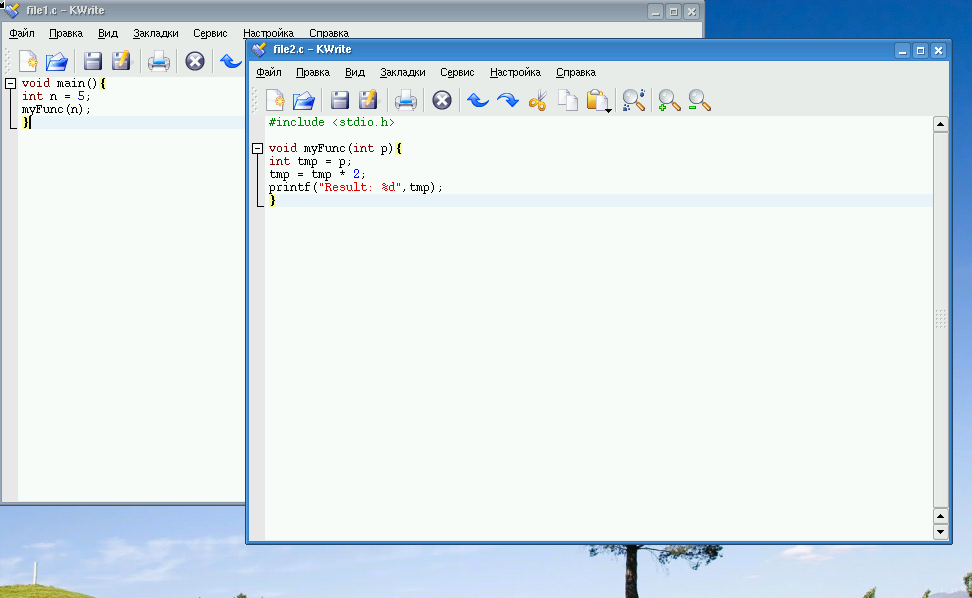 file1.c – KWrite
Файл Правка Вид Закладки Сервис Настройка Справка
void main(){
int n = 5;
myFunc(n);
}
file2.c – KWrite
Файл Правка Вид Закладки Сервис Настройка Справка
#include <stdio.h>
void myFunc(int p){
int tmp = p;
tmp = tmp * 2;
printf("Result: %d",tmp);
}